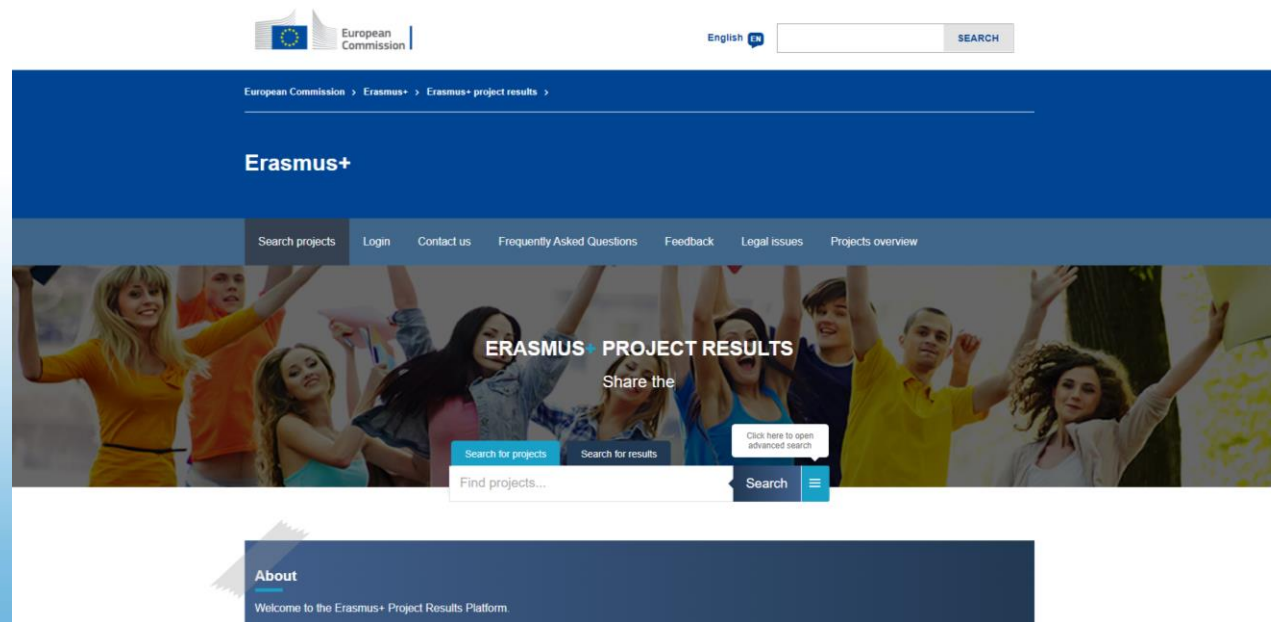 European
Commission
English EN
SEARCH
European Commission > Erasmus+ > Erasmus+ project results >
Erasmus+
Search projects Login Contact us Frequently Asked Questions Feedback Legal issues Projects overview
ERASMUS+ PROJECT RESULTS
Share the
Click here to open
advanced search
Search for projects Search for results
Find projects... Search
About
Welcome to the Erasmus+ Project Results Platform.